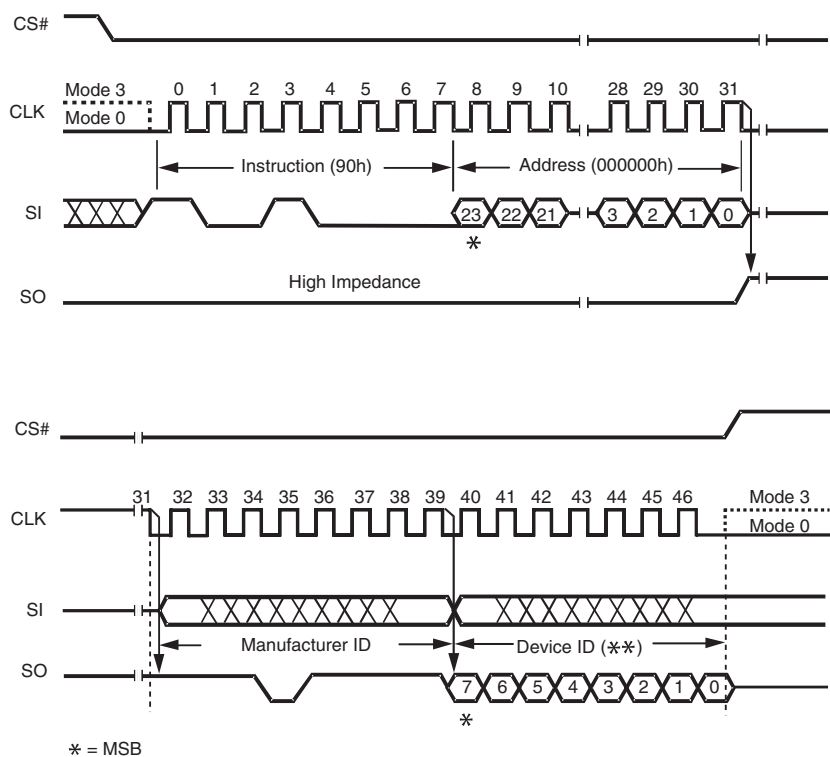 CS#
Mode 3
0 1 2 3 4 5 6 7 8 9 10 28 29 30 31
CLK
Mode 0
Instruction (90h)
Address (000000h)
SI
23 22 21 3 2 1 0
*
High Impedance
SO
CS#
31 32 33 34 35 36 37 38 39 40 41 42 43 44 45 46
Mode 3
CLK
Mode 0
SI
Manufacturer ID
Device ID (**)
SO
7 6 5 4 3 2 1 0
*
* = MSB